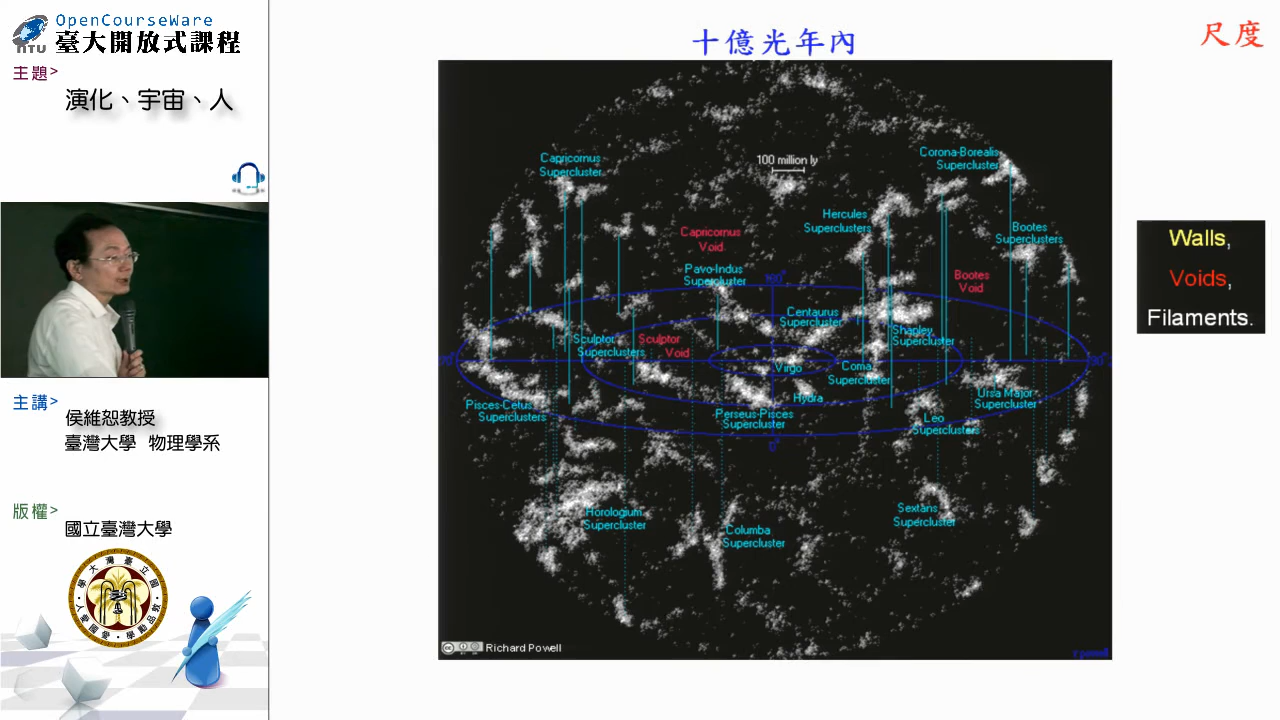 OpenCourseWare
NTU
臺大開放式課程
主題>
演化、宇宙、人
主講>
侯維恕教授
臺灣大學 物理學系
版權>
國立臺灣大學
十億光年內
尺度
Capricornus
Supercluster
100 million ly
Corona-Borealis
Supercluster
Hercules
Superclusters
Bootes
Superclusters
Capricornus
Void
Pavo-Indus
Supercluster
180°
Bootes
Void
Centaurus
Supercluster
Sculptor
Superclusters
Sculptor
Void
Shapley
Supercluster
Virgo
Coma
Supercluster
Hydra
Pisces-Cetus
Superclusters
Perseus-Pisces
Supercluster
Ursa Major
Supercluster
Leo
Superclusters
0°
Horologium
Supercluster
Columba
Supercluster
Sextans
Supercluster
Richard Powell
r powell
Walls,
Voids,
Filaments.